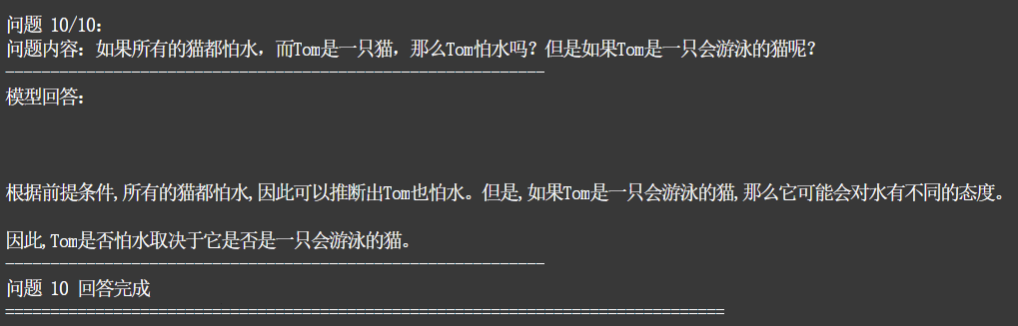 问题 10/10:
问题内容: 如果所有的猫都怕水，而Tom是一只猫，那么Tom怕水吗？但是如果Tom是一只会游泳的猫呢？
------------------------------------------------------------
模型回答:
根据前提条件,所有的猫都怕水,因此可以推断出Tom也怕水。但是,如果Tom是一只会游泳的猫,那么它可能会对水有不同的态度。
因此,Tom是否怕水取决于它是否是一只会游泳的猫。
------------------------------------------------------------
问题 10 回答完成
================================================================================